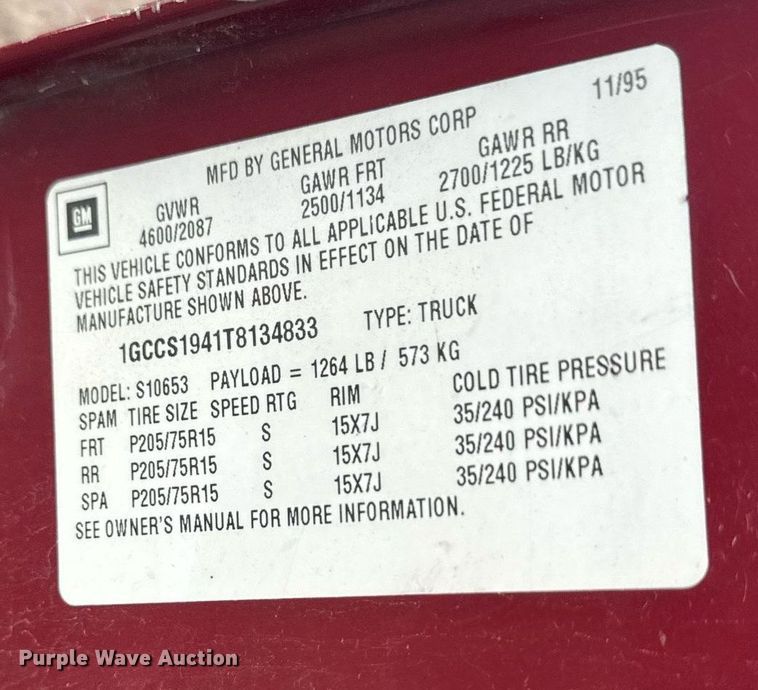 11/95
MFD BY GENERAL MOTORS CORP
GM
GVWR GAWR FRT GAWR RR
4600/2087 2500/1134 2700/1225 LB/KG
THIS VEHICLE CONFORMS TO ALL APPLICABLE U.S. FEDERAL MOTOR
VEHICLE SAFETY STANDARDS IN EFFECT ON THE DATE OF
MANUFACTURE SHOWN ABOVE.
1GCCS1941T8134833 TYPE: TRUCK
MODEL: S10653 PAYLOAD = 1264 LB / 573 KG
SPAM TIRE SIZE SPEED RTG RIM COLD TIRE PRESSURE
FRT P205/75R15 S 15X7J 35/240 PSI/KPA
RR P205/75R15 S 15X7J 35/240 PSI/KPA
SPA P205/75R15 S 15X7J 35/240 PSI/KPA
SEE OWNER'S MANUAL FOR MORE INFORMATION.
Purple Wave Auction